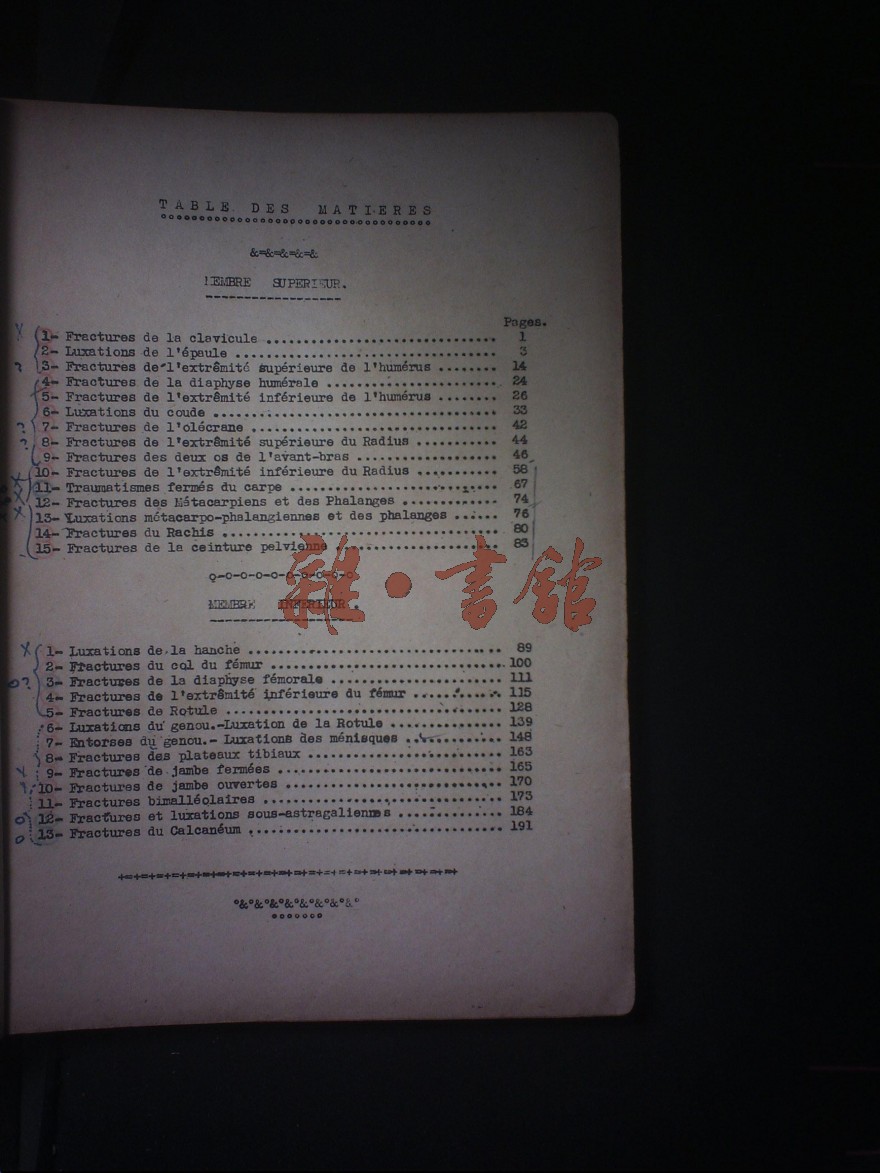 TABLE DES MATIERES
&=&=&=&=&
MEMBRE SUPERIEUR.
Pages.
1- Fractures de la clavicule .............................. 1
2- Luxations de l'épaule .................................. 3
3- Fractures de l'extrêmité supérieure de l'humérus ........ 14
4- Fractures de la diaphyse humérale ...................... 24
5- Fractures de l'extrêmité inférieure de l'humérus ........ 26
6- Luxations du coude ..................................... 33
7- Fractures de l'olécrane ................................ 42
8- Fractures de l'extrêmité supérieure du Radius ........... 44
9- Fractures des deux os de l'avant-bras ................... 46
10- Fractures de l'extrêmité inférieure du Radius ........... 58
11- Traumatismes fermés du carpe ........................... 67
12- Fractures des Métacarpiens et des Phalanges ............. 74
13- Luxations métacarpo-phalangiennes et des phalanges ...... 76
14- Fractures du Rachis .................................... 80
15- Fractures de la ceinture pelvienne ..................... 83
雜·書館
MEMBRE INFERIEUR.
1- Luxations de la hanche ................................. 89
2- Fractures du col du fémur .............................. 100
3- Fractures de la diaphyse fémorale ...................... 111
4- Fractures de l'extrêmité inférieure du fémur ............ 115
5- Fractures de Rotule .................................... 128
6- Luxations du genou.-Luxation de la Rotule .............. 139
7- Entorses du genou.- Luxations des ménisques ............ 148
8- Fractures des plateaux tibiaux ......................... 163
9- Fractures de jambe fermées ............................. 165
10- Fractures de jambe ouvertes ............................ 170
11- Fractures bimalléolaires ............................... 173
12- Fractures et luxations sous-astragaliennes ............. 184
13- Fractures du Calcanéum ................................. 191
+=+=+=+=+=+=+=+=+=+=+=+=+=+=+=+=+=+=+=+=+=+=+
°&°&°&°&°&°&°&°&°